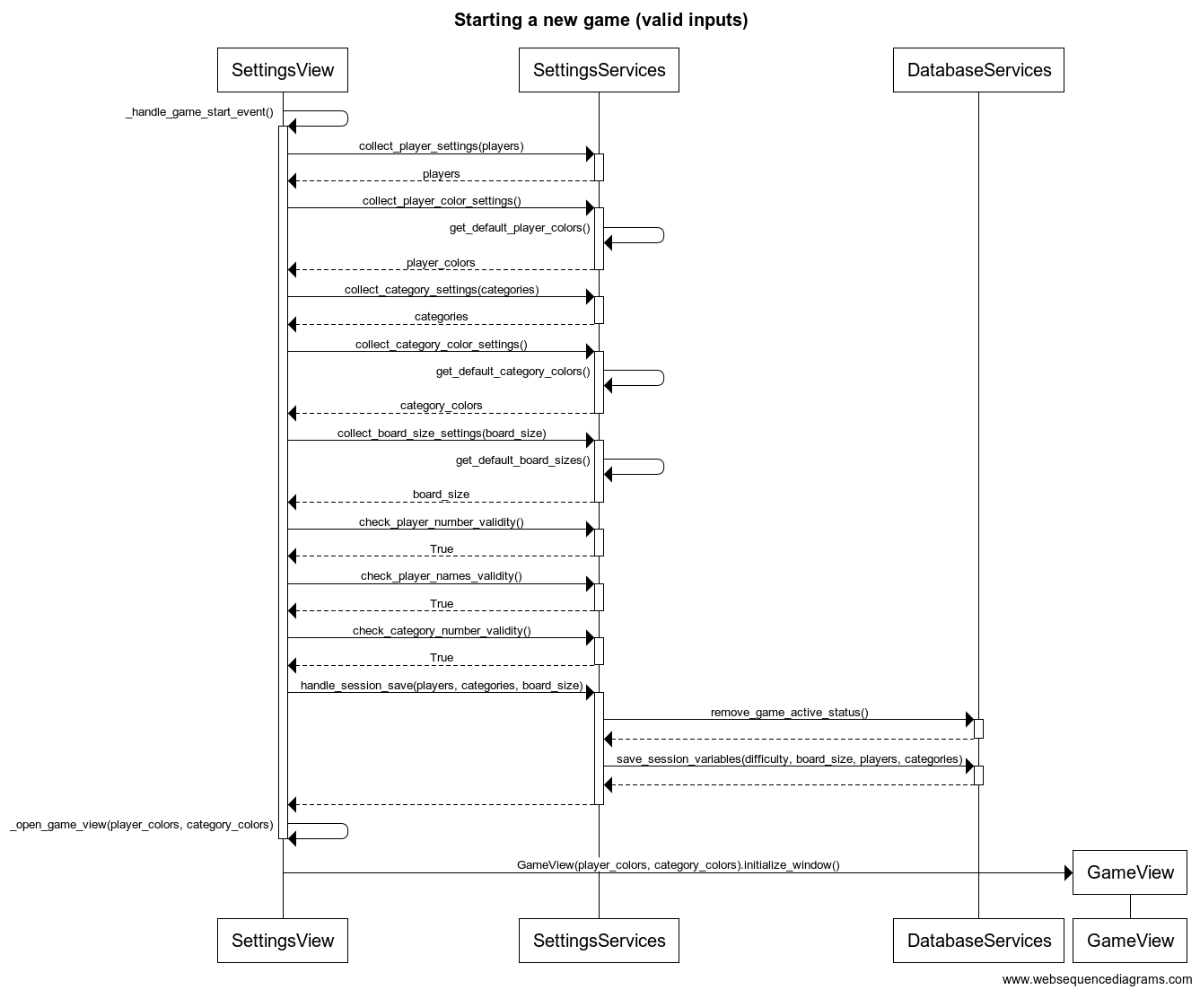 Starting a new game (valid inputs)
SettingsView
SettingsServices
DatabaseServices
_handle_game_start_event()
collect_player_settings(players)
players
collect_player_color_settings()
get_default_player_colors()
player_colors
collect_category_settings(categories)
categories
collect_category_color_settings()
get_default_category_colors()
category_colors
collect_board_size_settings(board_size)
get_default_board_sizes()
board_size
check_player_number_validity()
True
check_player_names_validity()
True
check_category_number_validity()
True
handle_session_save(players, categories, board_size)
remove_game_active_status()
save_session_variables(difficulty, board_size, players, categories)
_open_game_view(player_colors, category_colors)
GameView(player_colors, category_colors).initialize_window()
GameView
SettingsView
SettingsServices
DatabaseServices
GameView
www.websequencediagrams.com